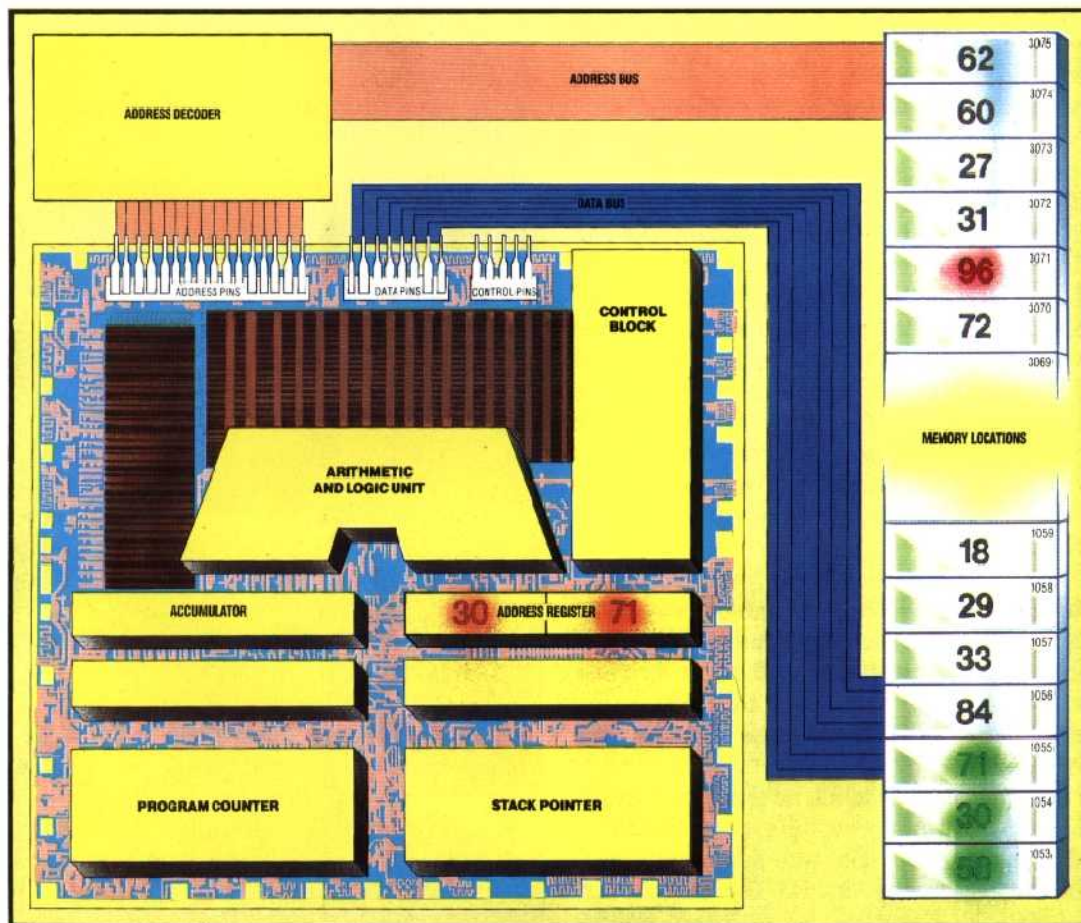 ADDRESS DECODER
ADDRESS BUS
DATA BUS
ADDRESS PINS
DATA PINS
CONTROL PINS
CONTROL
BLOCK
ARITHMETIC
AND LOGIC UNIT
ACCUMULATOR
30 ADDRESS REGISTER 71
PROGRAM COUNTER
STACK POINTER
62 3075
60 3074
27 3073
31 3072
96 3071
72 3070
3069
MEMORY LOCATIONS
18 1059
29 1058
33 1057
84 1056
71 1055
30 1054
1053